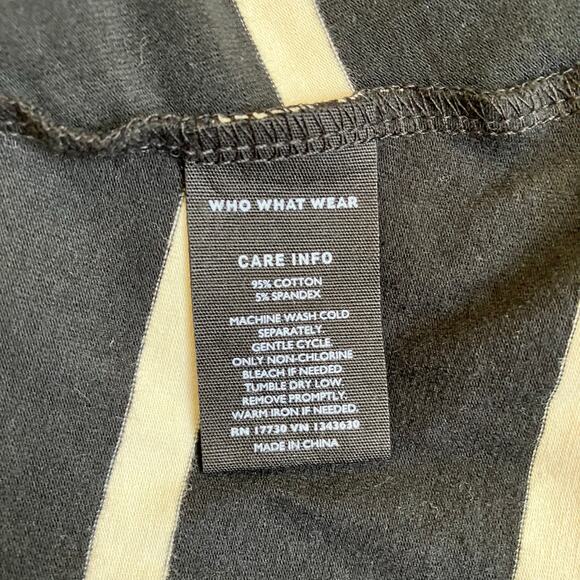 WHO WHAT WEAR
CARE INFO
95% COTTON
5% SPANDEX
MACHINE WASH COLD
SEPARATELY
GENTLE CYCLE
ONLY NON-CHLORINE
BLEACH IF NEEDED
TUMBLE DRY LOW.
REMOVE PROMPTLY.
WARM IRON IF NEEDED.
RN 17730 VN 1343630
MADE IN CHINA